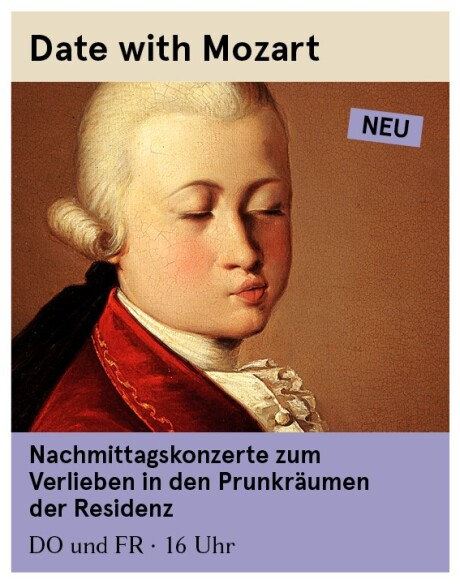 Date with Mozart
NEU
Nachmittagskonzerte zum
Verlieben in den Prunkräumen
der Residenz
DO und FR · 16 Uhr